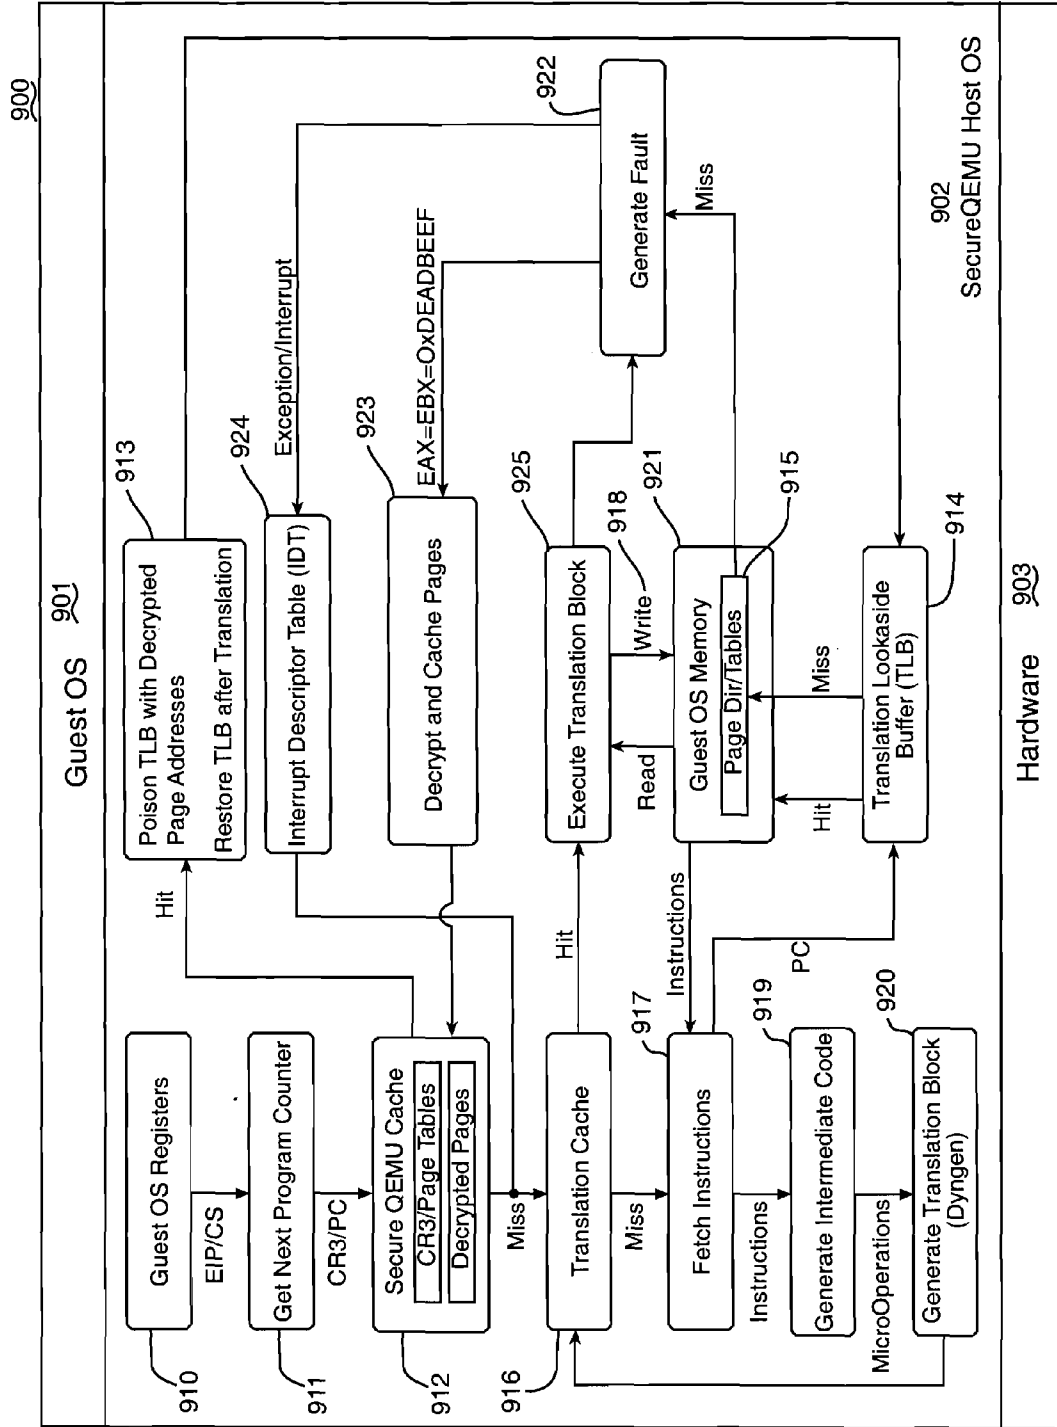 900
Guest OS 901
910
Guest OS Registers
EIP/CS
911
Get Next Program Counter
CR3/PC
912
Secure QEMU Cache
CR3/Page Tables
Decrypted Pages
Miss
Hit
913
Poison TLB with Decrypted
Page Addresses
Restore TLB after Translation
924
Interrupt Descriptor Table (IDT)
Exception/Interrupt
923
Decrypt and Cache Pages
EAX=EBX=OxDEADBEEF
922
Generate Fault
Miss
916
Translation Cache
Hit
Miss
925
Execute Translation Block
Read
Write
918
921
Guest OS Memory
Page Dir/Tables
915
917
Fetch Instructions
Instructions
PC
Instructions
919
Generate Intermediate Code
MicroOperations
920
Generate Translation Block
(Dyngen)
Hit
Miss
914
Translation Lookaside
Buffer (TLB)
902
SecureQEMU Host OS
Hardware 903